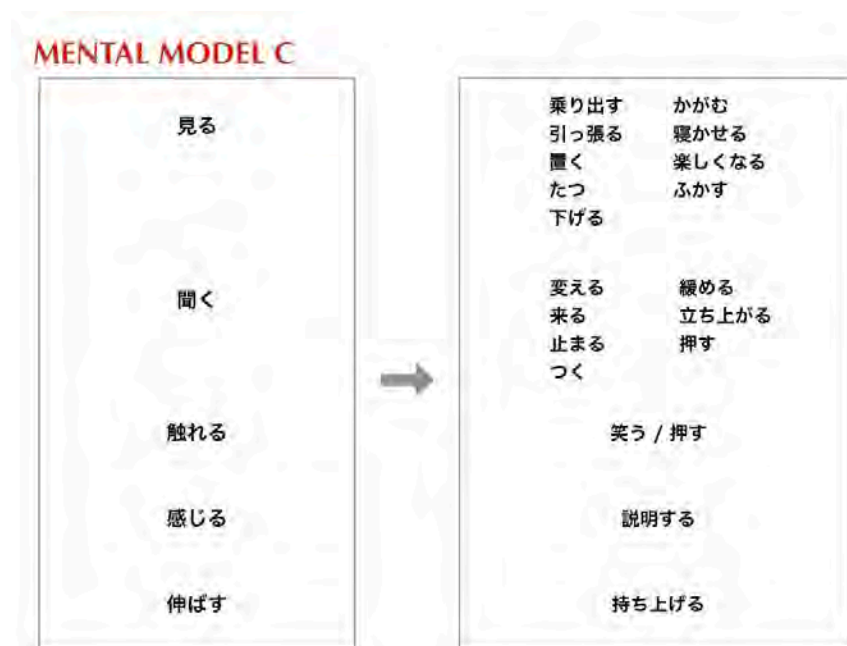 MENTAL MODEL C
見る
乗り出す かがむ
引っ張る 寝かせる
置く 楽しくなる
たつ ふかす
下げる
聞く
変える 緩める
来る 立ち上がる
止まる 押す
つく
触れる
笑う / 押す
感じる
説明する
伸ばす
持ち上げる